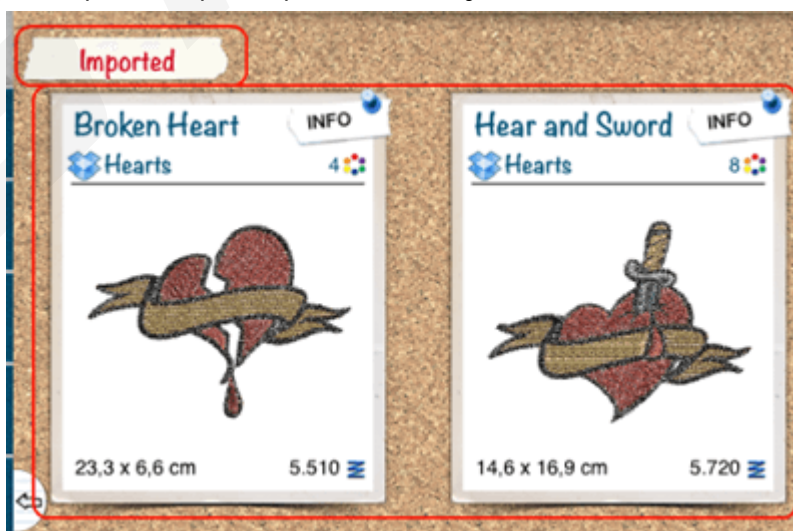 Imported
Broken Heart
INFO
Hearts
4
23,3 x 6,6 cm
5.510
Hear and Sword
INFO
Hearts
8
14,6 x 16,9 cm
5.720